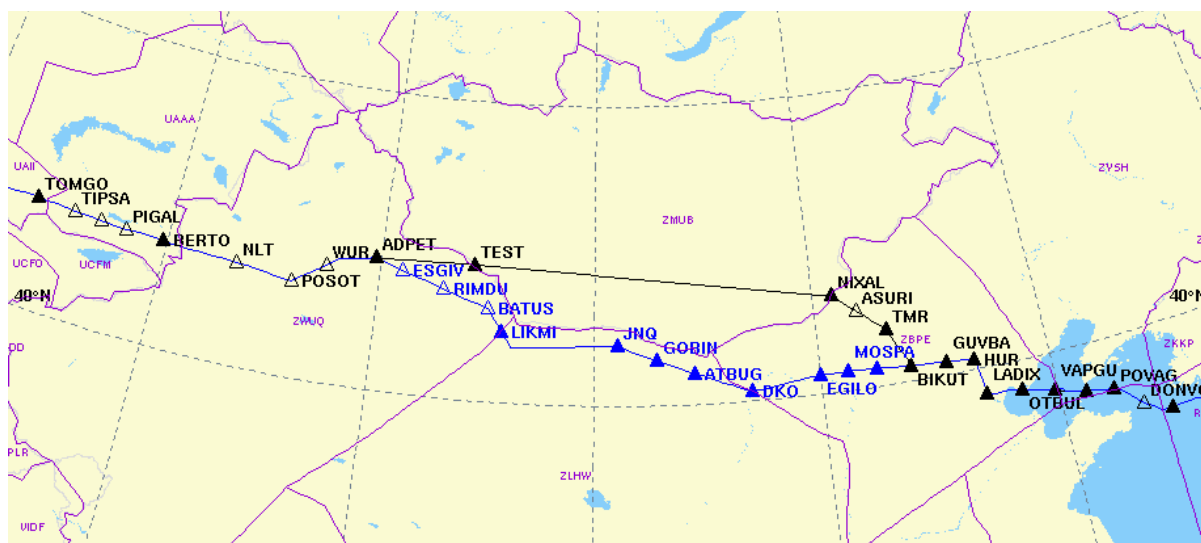 UAAA
UAII
TOMGO
TIPSA
PIGAL
BERTO
NLT
POSOT
WUR
ADPET
TEST
ESGIV
RIMDU
BATUS
LIKMI
JNQ
GOBIN
ATBUG
DKO
EGILO
MOSPA
NIXAL
ASURI
TMR
BIKUT
GUVBA
HUR
LADIX
OTBUL
VAPGU
POVAG
ZMUB
ZYSH
ZBPE
ZKKP
ZWUQ
ZLHW
UCFO
UCFM
40°N
40°N
DD
PLR
VIDF
DONVO